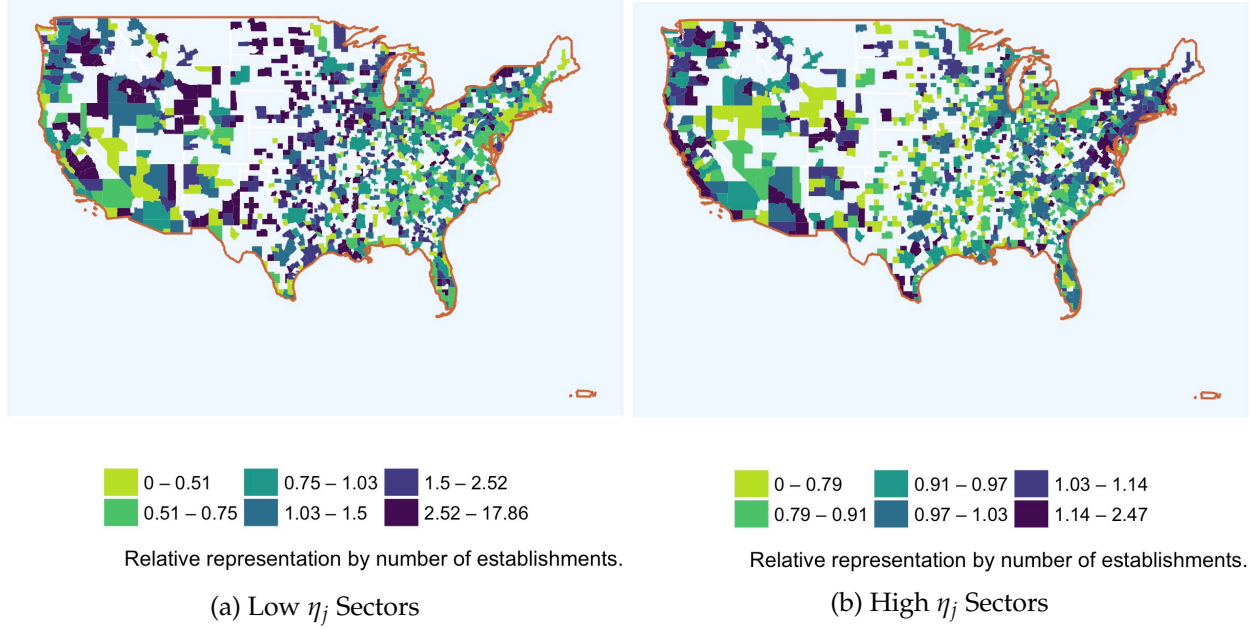 0 – 0.51
0.75 – 1.03
1.5 – 2.52
0.51 – 0.75
1.03 – 1.5
2.52 – 17.86
Relative representation by number of establishments.
(a) Low ηj Sectors
0 – 0.79
0.91 – 0.97
1.03 – 1.14
0.79 – 0.91
0.97 – 1.03
1.14 – 2.47
Relative representation by number of establishments.
(b) High ηj Sectors